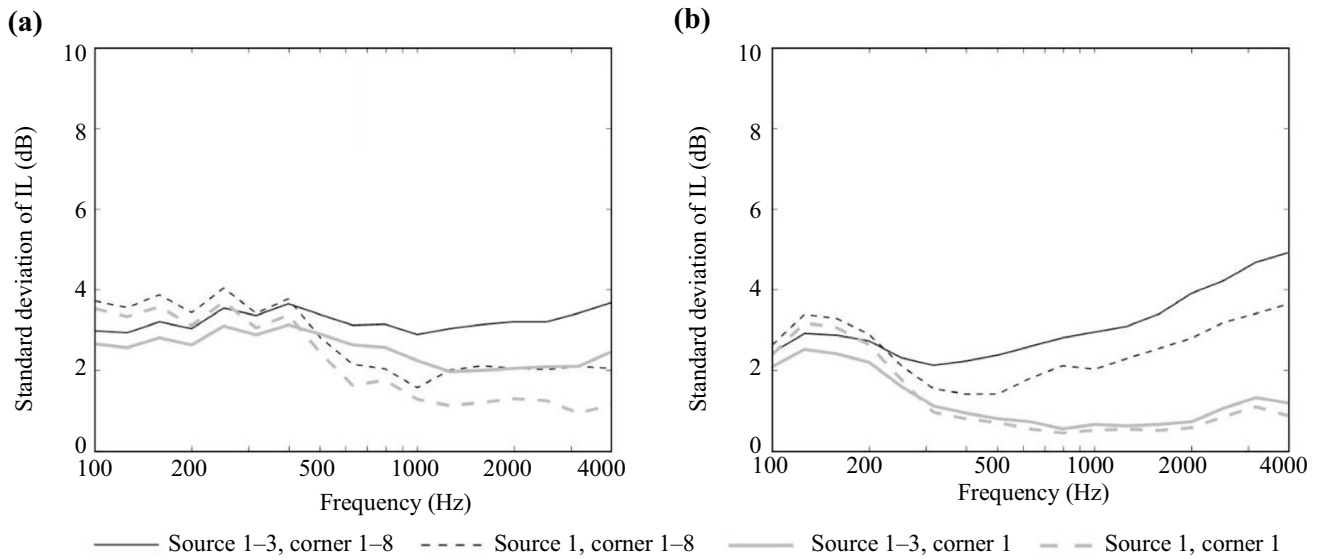 (a)
(b)
10
8
6
4
2
0
Standard deviation of IL (dB)
100 200 500 1000 2000 4000
Frequency (Hz)
10
8
6
4
2
0
Standard deviation of IL (dB)
100 200 500 1000 2000 4000
Frequency (Hz)
Source 1–3, corner 1–8 Source 1, corner 1–8 Source 1–3, corner 1 Source 1, corner 1